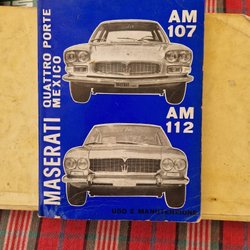 MASERATI
QUATTRO PORTE
MEXICO
AM
107
AM
112
USO E MANUTENZIONE